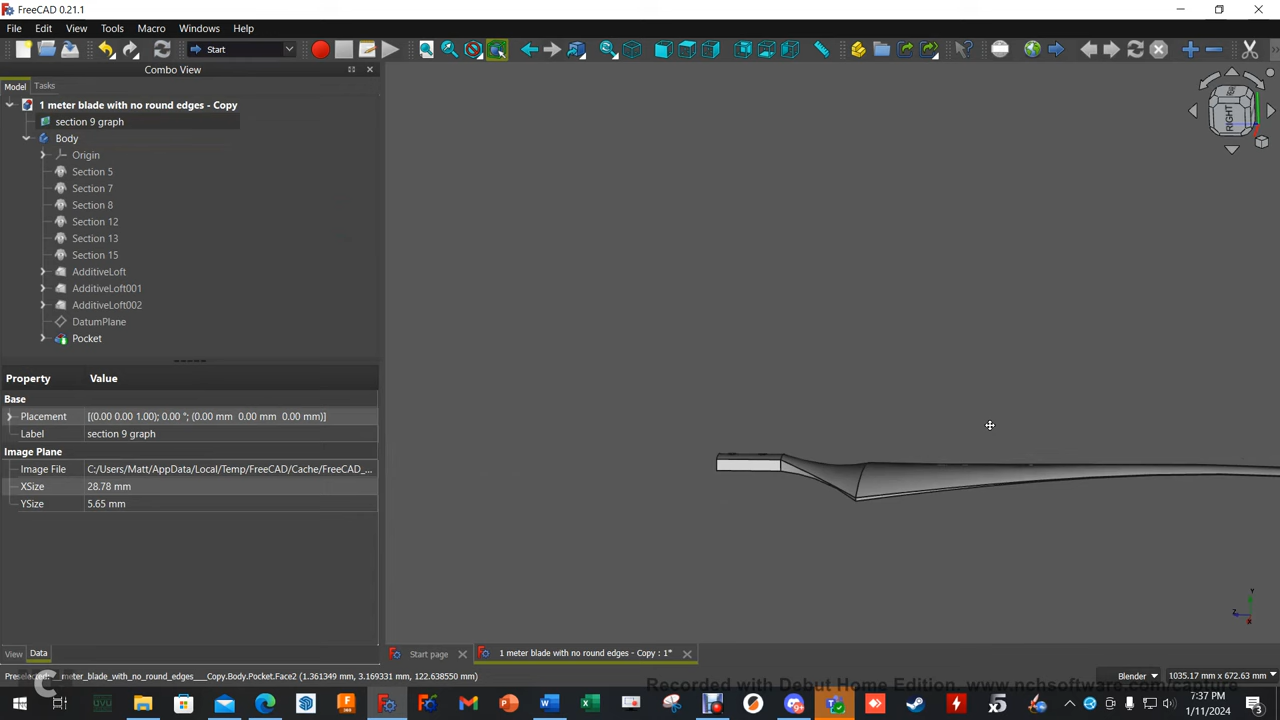 FreeCAD 0.21.1
File Edit View Tools Macro Windows Help
Start
Combo View
Model Tasks
1 meter blade with no round edges - Copy
section 9 graph
Body
Origin
Section 5
Section 7
Section 8
Section 12
Section 13
Section 15
AdditiveLoft
AdditiveLoft001
AdditiveLoft002
DatumPlane
Pocket
Property Value
Base
Placement [(0.00 0.00 1.00); 0.00 °; (0.00 mm 0.00 mm 0.00 mm)]
Label section 9 graph
Image Plane
Image File C:/Users/Matt/AppData/Local/Temp/FreeCAD/Cache/FreeCAD_...
XSize 28.78 mm
YSize 5.65 mm
RIGHT
Y
Z
X
View Data
Start page
1 meter blade with no round edges - Copy : 1*
Preselected: _meter_blade_with_no_round_edges___Copy.Body.Pocket.Face2 (1.361349 mm, 3.169331 mm, 122.638550 mm)
Blender 1035.17 mm x 672.63 mm
Recorded with Debut Home Edition. www.nchsoftware.com/capture
7:37 PM
1/11/2024